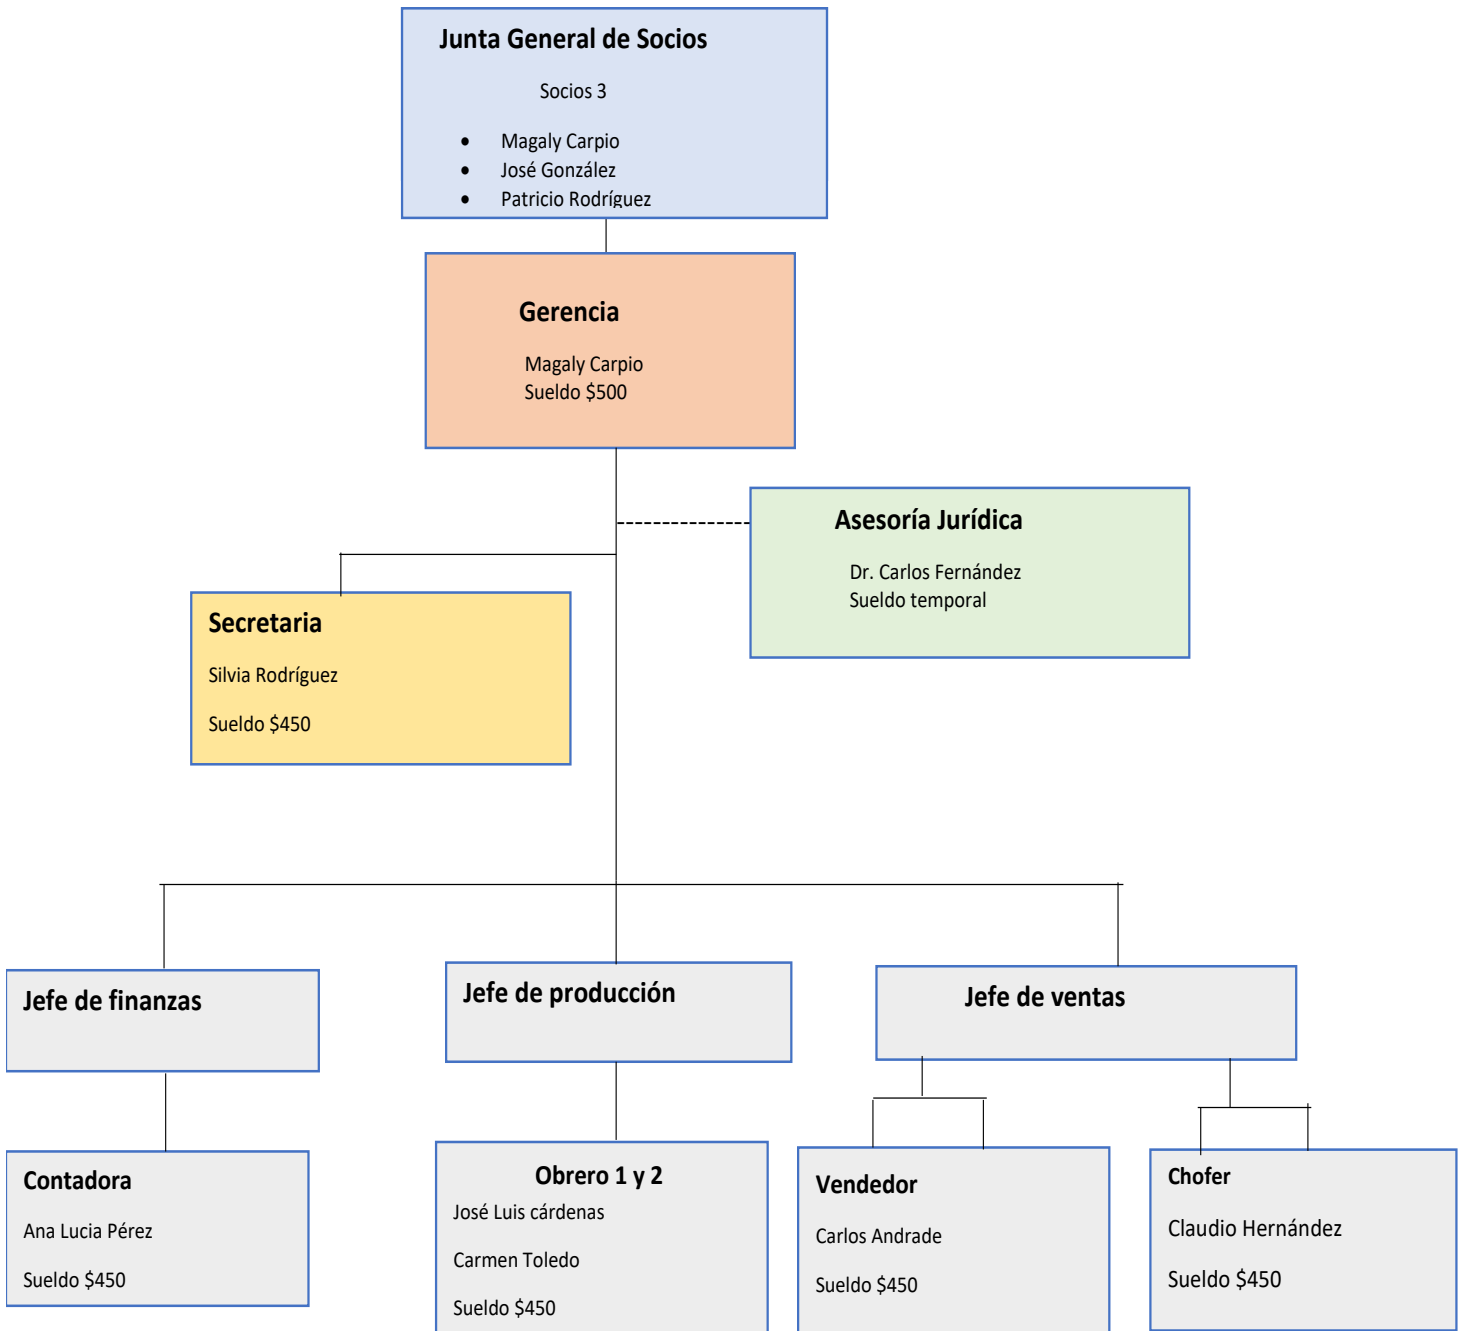 Junta General de Socios
Socios 3
• Magaly Carpio
• José González
• Patricio Rodríguez
Gerencia
Magaly Carpio
Sueldo $500
Asesoría Jurídica
Dr. Carlos Fernández
Sueldo temporal
Secretaria
Silvia Rodríguez
Sueldo $450
Jefe de finanzas
Jefe de producción
Jefe de ventas
Contadora
Ana Lucia Pérez
Sueldo $450
Obrero 1 y 2
José Luis cárdenas
Carmen Toledo
Sueldo $450
Vendedor
Carlos Andrade
Sueldo $450
Chofer
Claudio Hernández
Sueldo $450